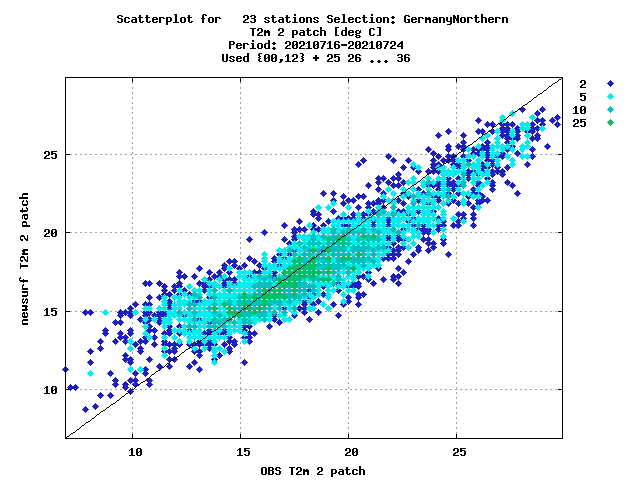 Scatterplot for   23 stations Selection: GermanyNorthern
T2m 2 patch [deg C]
Period: 20210716-20210724
Used {00,12} + 25 26 ... 36
2
5
10
25
25
20
15
10
newsurf T2m 2 patch
10 15 20 25
OBS T2m 2 patch